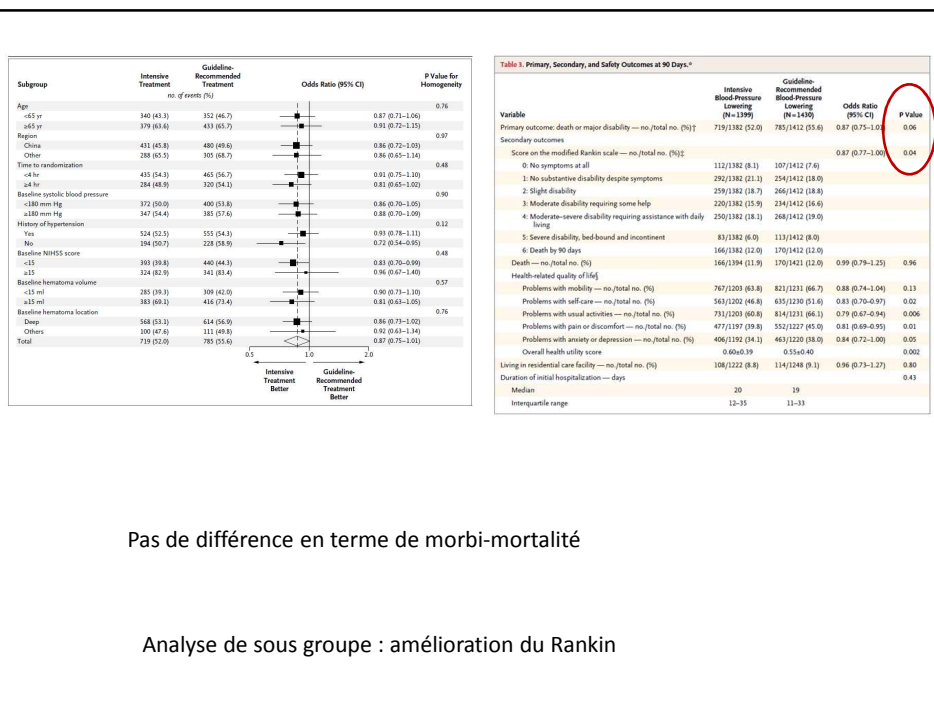 Subgroup Intensive Treatment Guideline-Recommended Treatment Odds Ratio (95% CI) P Value for Homogeneity
no. of events (%)
Age 0.76
<65 yr 340 (43.3) 352 (46.7) 0.87 (0.71–1.06)
≥65 yr 379 (63.6) 433 (65.7) 0.91 (0.72–1.15)
Region 0.97
China 431 (45.8) 480 (49.6) 0.86 (0.72–1.03)
Other 288 (65.5) 305 (68.7) 0.86 (0.65–1.14)
Time to randomization 0.48
<4 hr 435 (54.3) 465 (56.7) 0.91 (0.75–1.10)
≥4 hr 284 (48.9) 320 (54.1) 0.81 (0.65–1.02)
Baseline systolic blood pressure 0.90
<180 mm Hg 372 (50.0) 400 (53.8) 0.86 (0.70–1.05)
≥180 mm Hg 347 (54.4) 385 (57.6) 0.88 (0.70–1.09)
History of hypertension 0.12
Yes 524 (52.5) 555 (54.3) 0.93 (0.78–1.11)
No 194 (50.7) 228 (58.9) 0.72 (0.54–0.95)
Baseline NIHSS score 0.48
<15 393 (39.8) 440 (44.3) 0.83 (0.70–0.99)
≥15 324 (82.9) 341 (83.4) 0.96 (0.67–1.40)
Baseline hematoma volume 0.57
<15 ml 285 (39.3) 309 (42.0) 0.90 (0.73–1.10)
≥15 ml 383 (69.1) 416 (73.4) 0.81 (0.63–1.05)
Baseline hematoma location 0.76
Deep 568 (53.1) 614 (56.9) 0.86 (0.73–1.02)
Others 100 (47.6) 111 (49.8) 0.92 (0.63–1.34)
Total 719 (52.0) 785 (55.6) 0.87 (0.75–1.01)
0.5 1.0 2.0
Intensive Treatment Better Guideline-Recommended Treatment Better
Table 3. Primary, Secondary, and Safety Outcomes at 90 Days.*
Variable Intensive Blood-Pressure Lowering (N=1399) Guideline-Recommended Blood-Pressure Lowering (N=1430) Odds Ratio (95% CI) P Value
Primary outcome: death or major disability — no./total no. (%)† 719/1382 (52.0) 785/1412 (55.6) 0.87 (0.75–1.01) 0.06
Secondary outcomes
Score on the modified Rankin scale — no./total no. (%)‡ 0.87 (0.77–1.00) 0.04
0: No symptoms at all 112/1382 (8.1) 107/1412 (7.6)
1: No substantive disability despite symptoms 292/1382 (21.1) 254/1412 (18.0)
2: Slight disability 259/1382 (18.7) 266/1412 (18.8)
3: Moderate disability requiring some help 220/1382 (15.9) 234/1412 (16.6)
4: Moderate–severe disability requiring assistance with daily living 250/1382 (18.1) 268/1412 (19.0)
5: Severe disability, bed-bound and incontinent 83/1382 (6.0) 113/1412 (8.0)
6: Death by 90 days 166/1382 (12.0) 170/1412 (12.0)
Death — no./total no. (%) 166/1394 (11.9) 170/1421 (12.0) 0.99 (0.79–1.25) 0.96
Health-related quality of life§
Problems with mobility — no./total no. (%) 767/1203 (63.8) 821/1231 (66.7) 0.88 (0.74–1.04) 0.13
Problems with self-care — no./total no. (%) 563/1202 (46.8) 635/1230 (51.6) 0.83 (0.70–0.97) 0.02
Problems with usual activities — no./total no. (%) 731/1203 (60.8) 814/1231 (66.1) 0.79 (0.67–0.94) 0.006
Problems with pain or discomfort — no./total no. (%) 477/1197 (39.8) 552/1227 (45.0) 0.81 (0.69–0.95) 0.01
Problems with anxiety or depression — no./total no. (%) 406/1192 (34.1) 463/1220 (38.0) 0.84 (0.72–1.00) 0.05
Overall health utility score 0.60±0.39 0.55±0.40 0.002
Living in residential care facility — no./total no. (%) 108/1222 (8.8) 114/1248 (9.1) 0.96 (0.73–1.27) 0.80
Duration of initial hospitalization — days 0.43
Median 20 19
Interquartile range 12–35 11–33
Pas de différence en terme de morbi-mortalité
Analyse de sous groupe : amélioration du Rankin